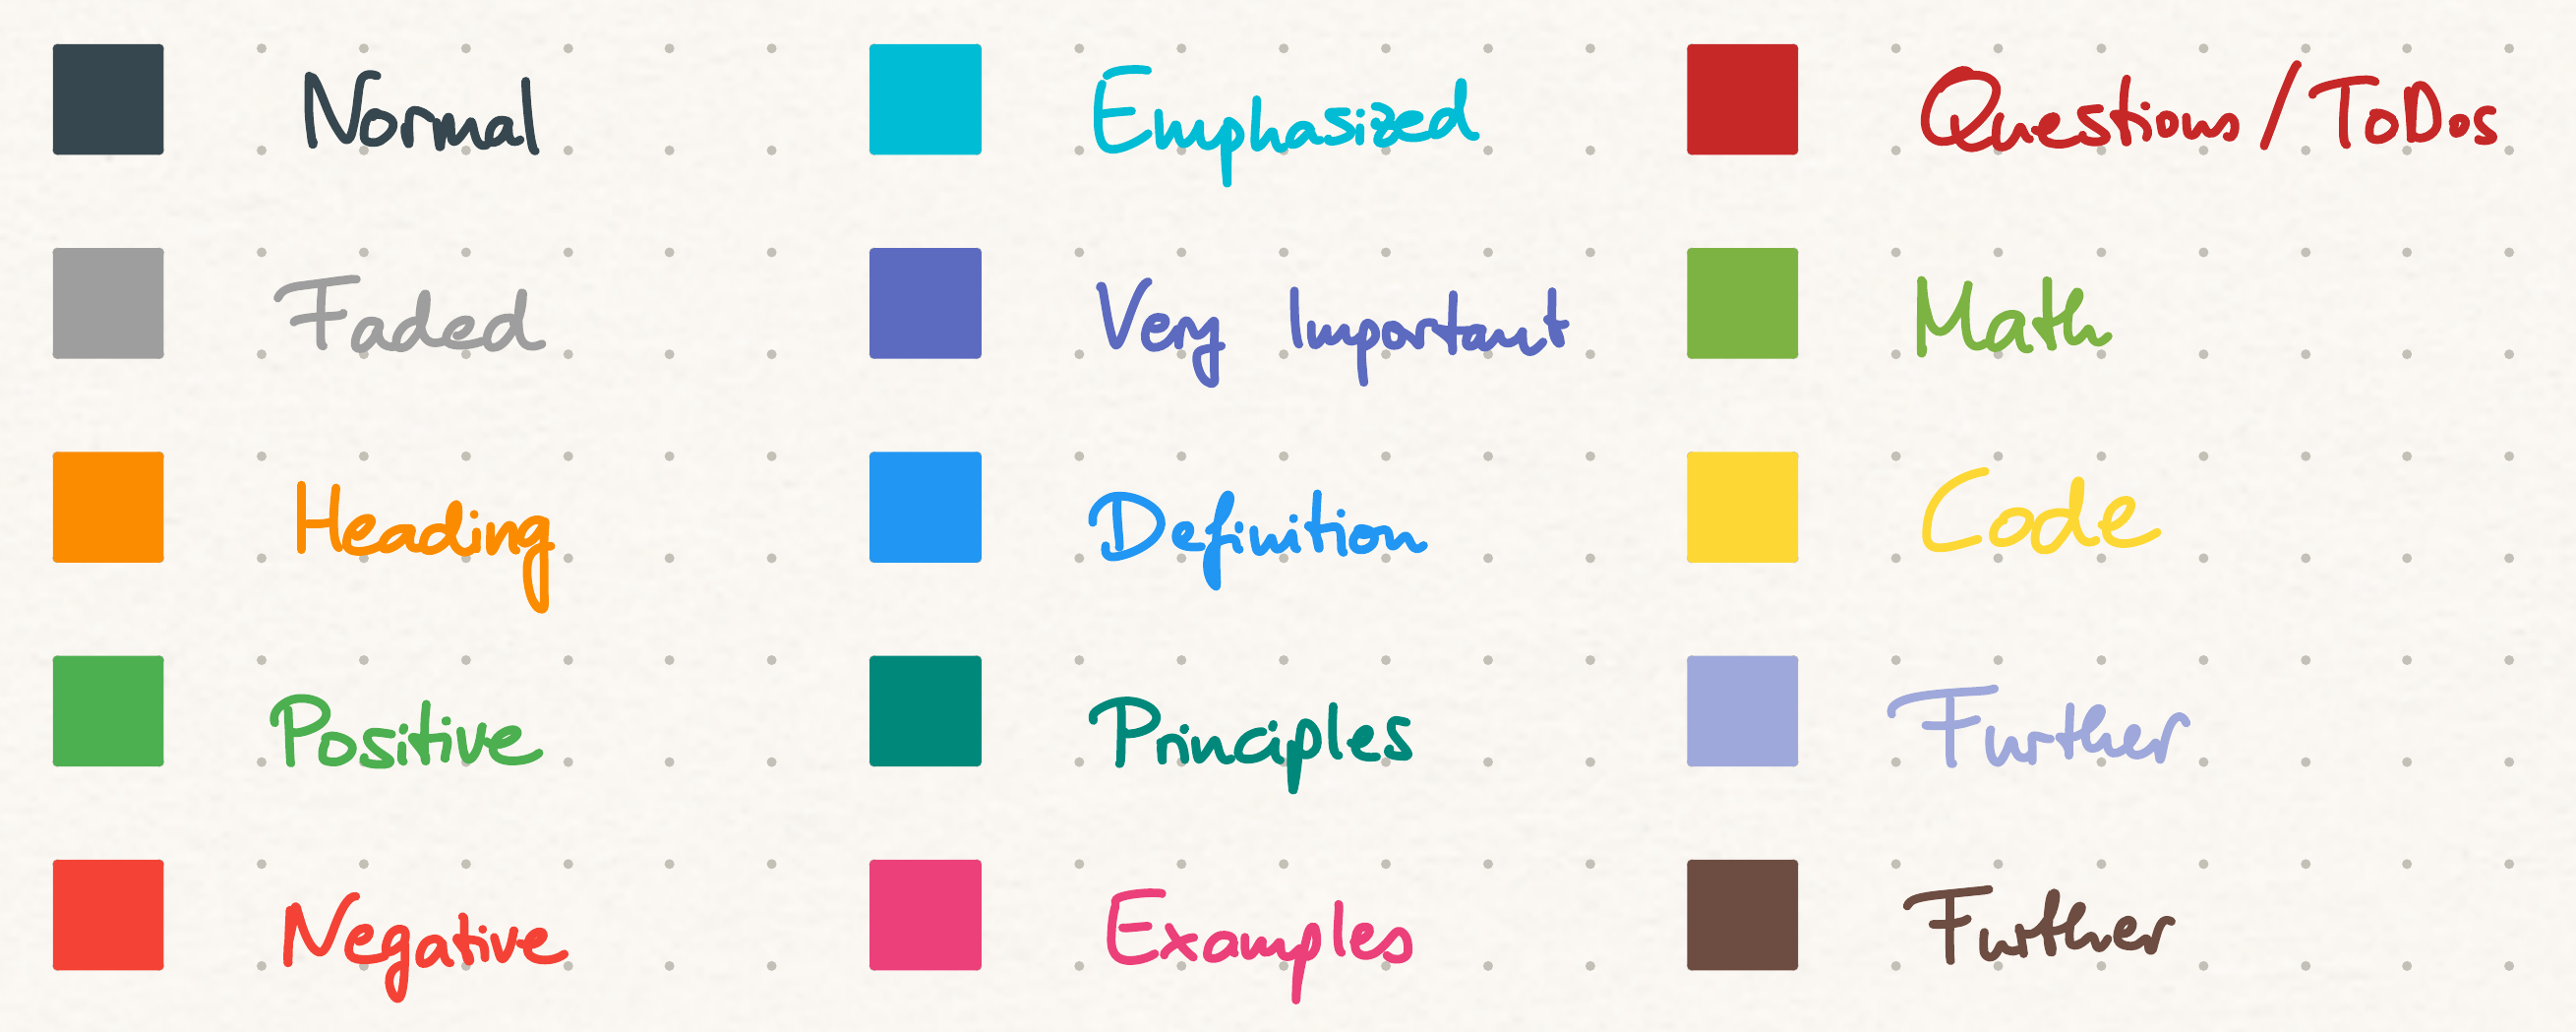 Normal Emphasized Questions/ToDos
Faded Very Important Math
Heading Definition Code
Positive Principles Further
Negative Examples Further